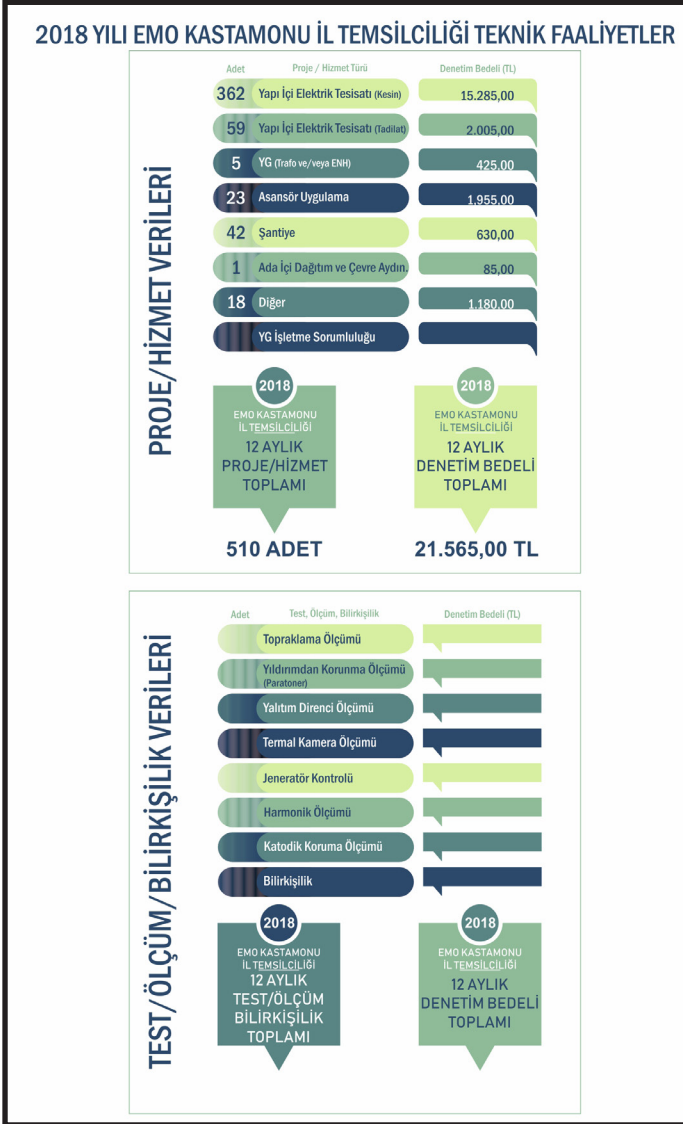 2018 YILI EMO KASTAMONU İL TEMSİLCİLİĞİ TEKNİK FAALİYETLER
PROJE/HİZMET VERİLERİ
Adet Proje / Hizmet Türü Denetim Bedeli (TL)
362 Yapı İçi Elektrik Tesisatı (Kesin) 15.285,00
59 Yapı İçi Elektrik Tesisatı (Tadilat) 2.005,00
5 YG (Trafo ve/veya ENH) 425,00
23 Asansör Uygulama 1.955,00
42 Şantiye 630,00
1 Ada İçi Dağıtım ve Çevre Aydın. 85,00
18 Diğer 1.180,00
YG İşletme Sorumluluğu
2018
EMO KASTAMONU
İL TEMSİLCİLİĞİ
12 AYLIK
PROJE/HİZMET
TOPLAMI
510 ADET
2018
EMO KASTAMONU
İL TEMSİLCİLİĞİ
12 AYLIK
DENETİM BEDELİ
TOPLAMI
21.565,00 TL
TEST/ÖLÇÜM/BİLİRKİŞİLİK VERİLERİ
Adet Test, Ölçüm, Bilirkişilik Denetim Bedeli (TL)
Topraklama Ölçümü
Yıldırımdan Korunma Ölçümü
(Paratoner)
Yalıtım Direnci Ölçümü
Termal Kamera Ölçümü
Jeneratör Kontrolü
Harmonik Ölçümü
Katodik Koruma Ölçümü
Bilirkişilik
2018
EMO KASTAMONU
İL TEMSİLCİLİĞİ
12 AYLIK
TEST/ÖLÇÜM
BİLİRKİŞİLİK
TOPLAMI
2018
EMO KASTAMONU
İL TEMSİLCİLİĞİ
12 AYLIK
DENETİM BEDELİ
TOPLAMI